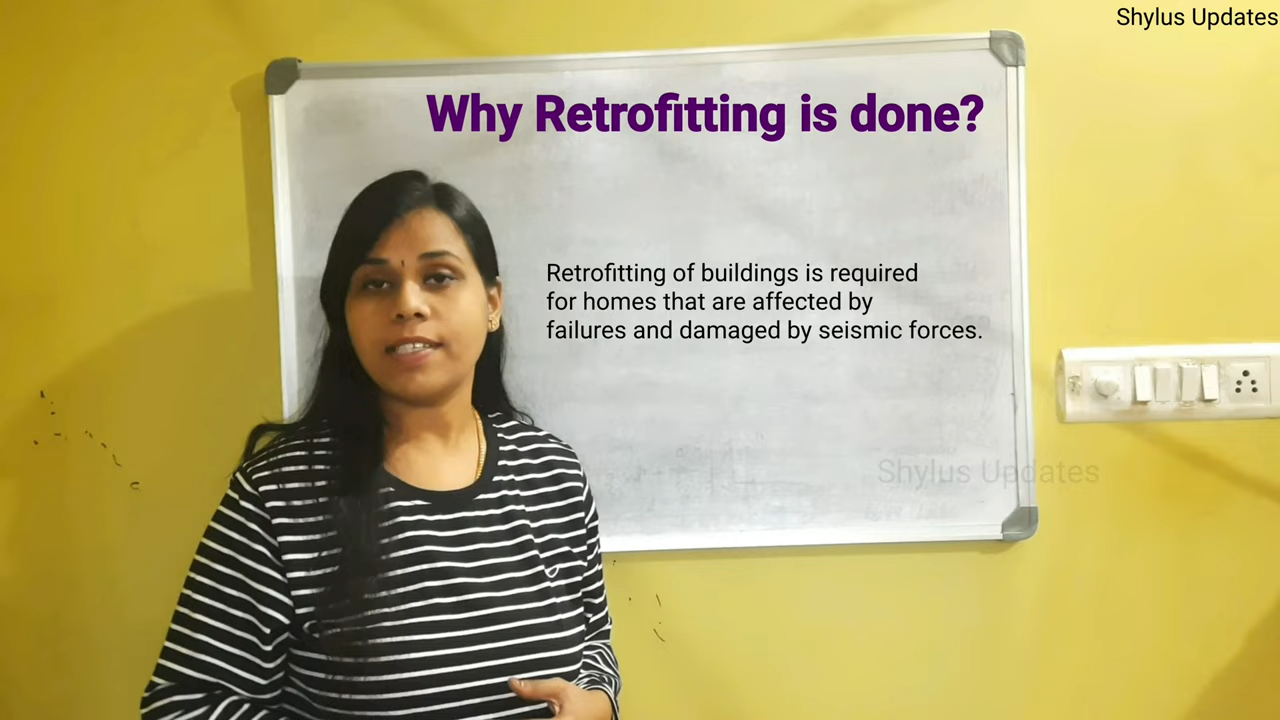 Shylus Updates
Why Retrofitting is done?
Retrofitting of buildings is required
for homes that are affected by
failures and damaged by seismic forces.
Shylus Updates